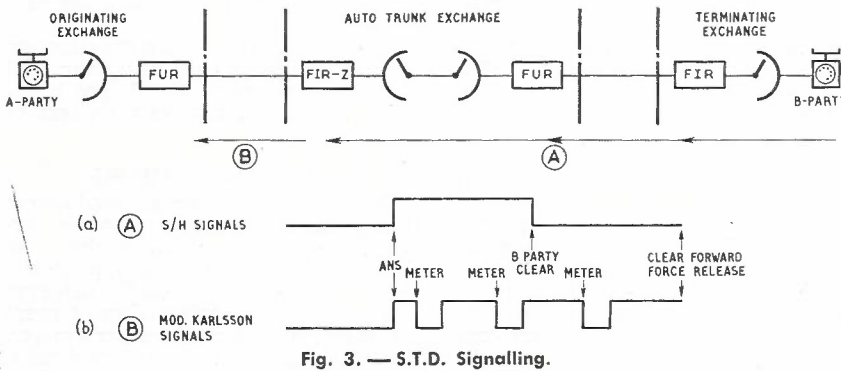 ORIGINATING EXCHANGE
AUTO TRUNK EXCHANGE
TERMINATING EXCHANGE
FUR
FIR-Z
FUR
FIR
A-PARTY
B-PART
B
A
(a) A S/H SIGNALS
ANS
METER
METER
B PARTY CLEAR
METER
CLEAR FORWARD FORCE RELEASE
(b) B MOD. KARLSSON SIGNALS
Fig. 3. — S.T.D. Signalling.